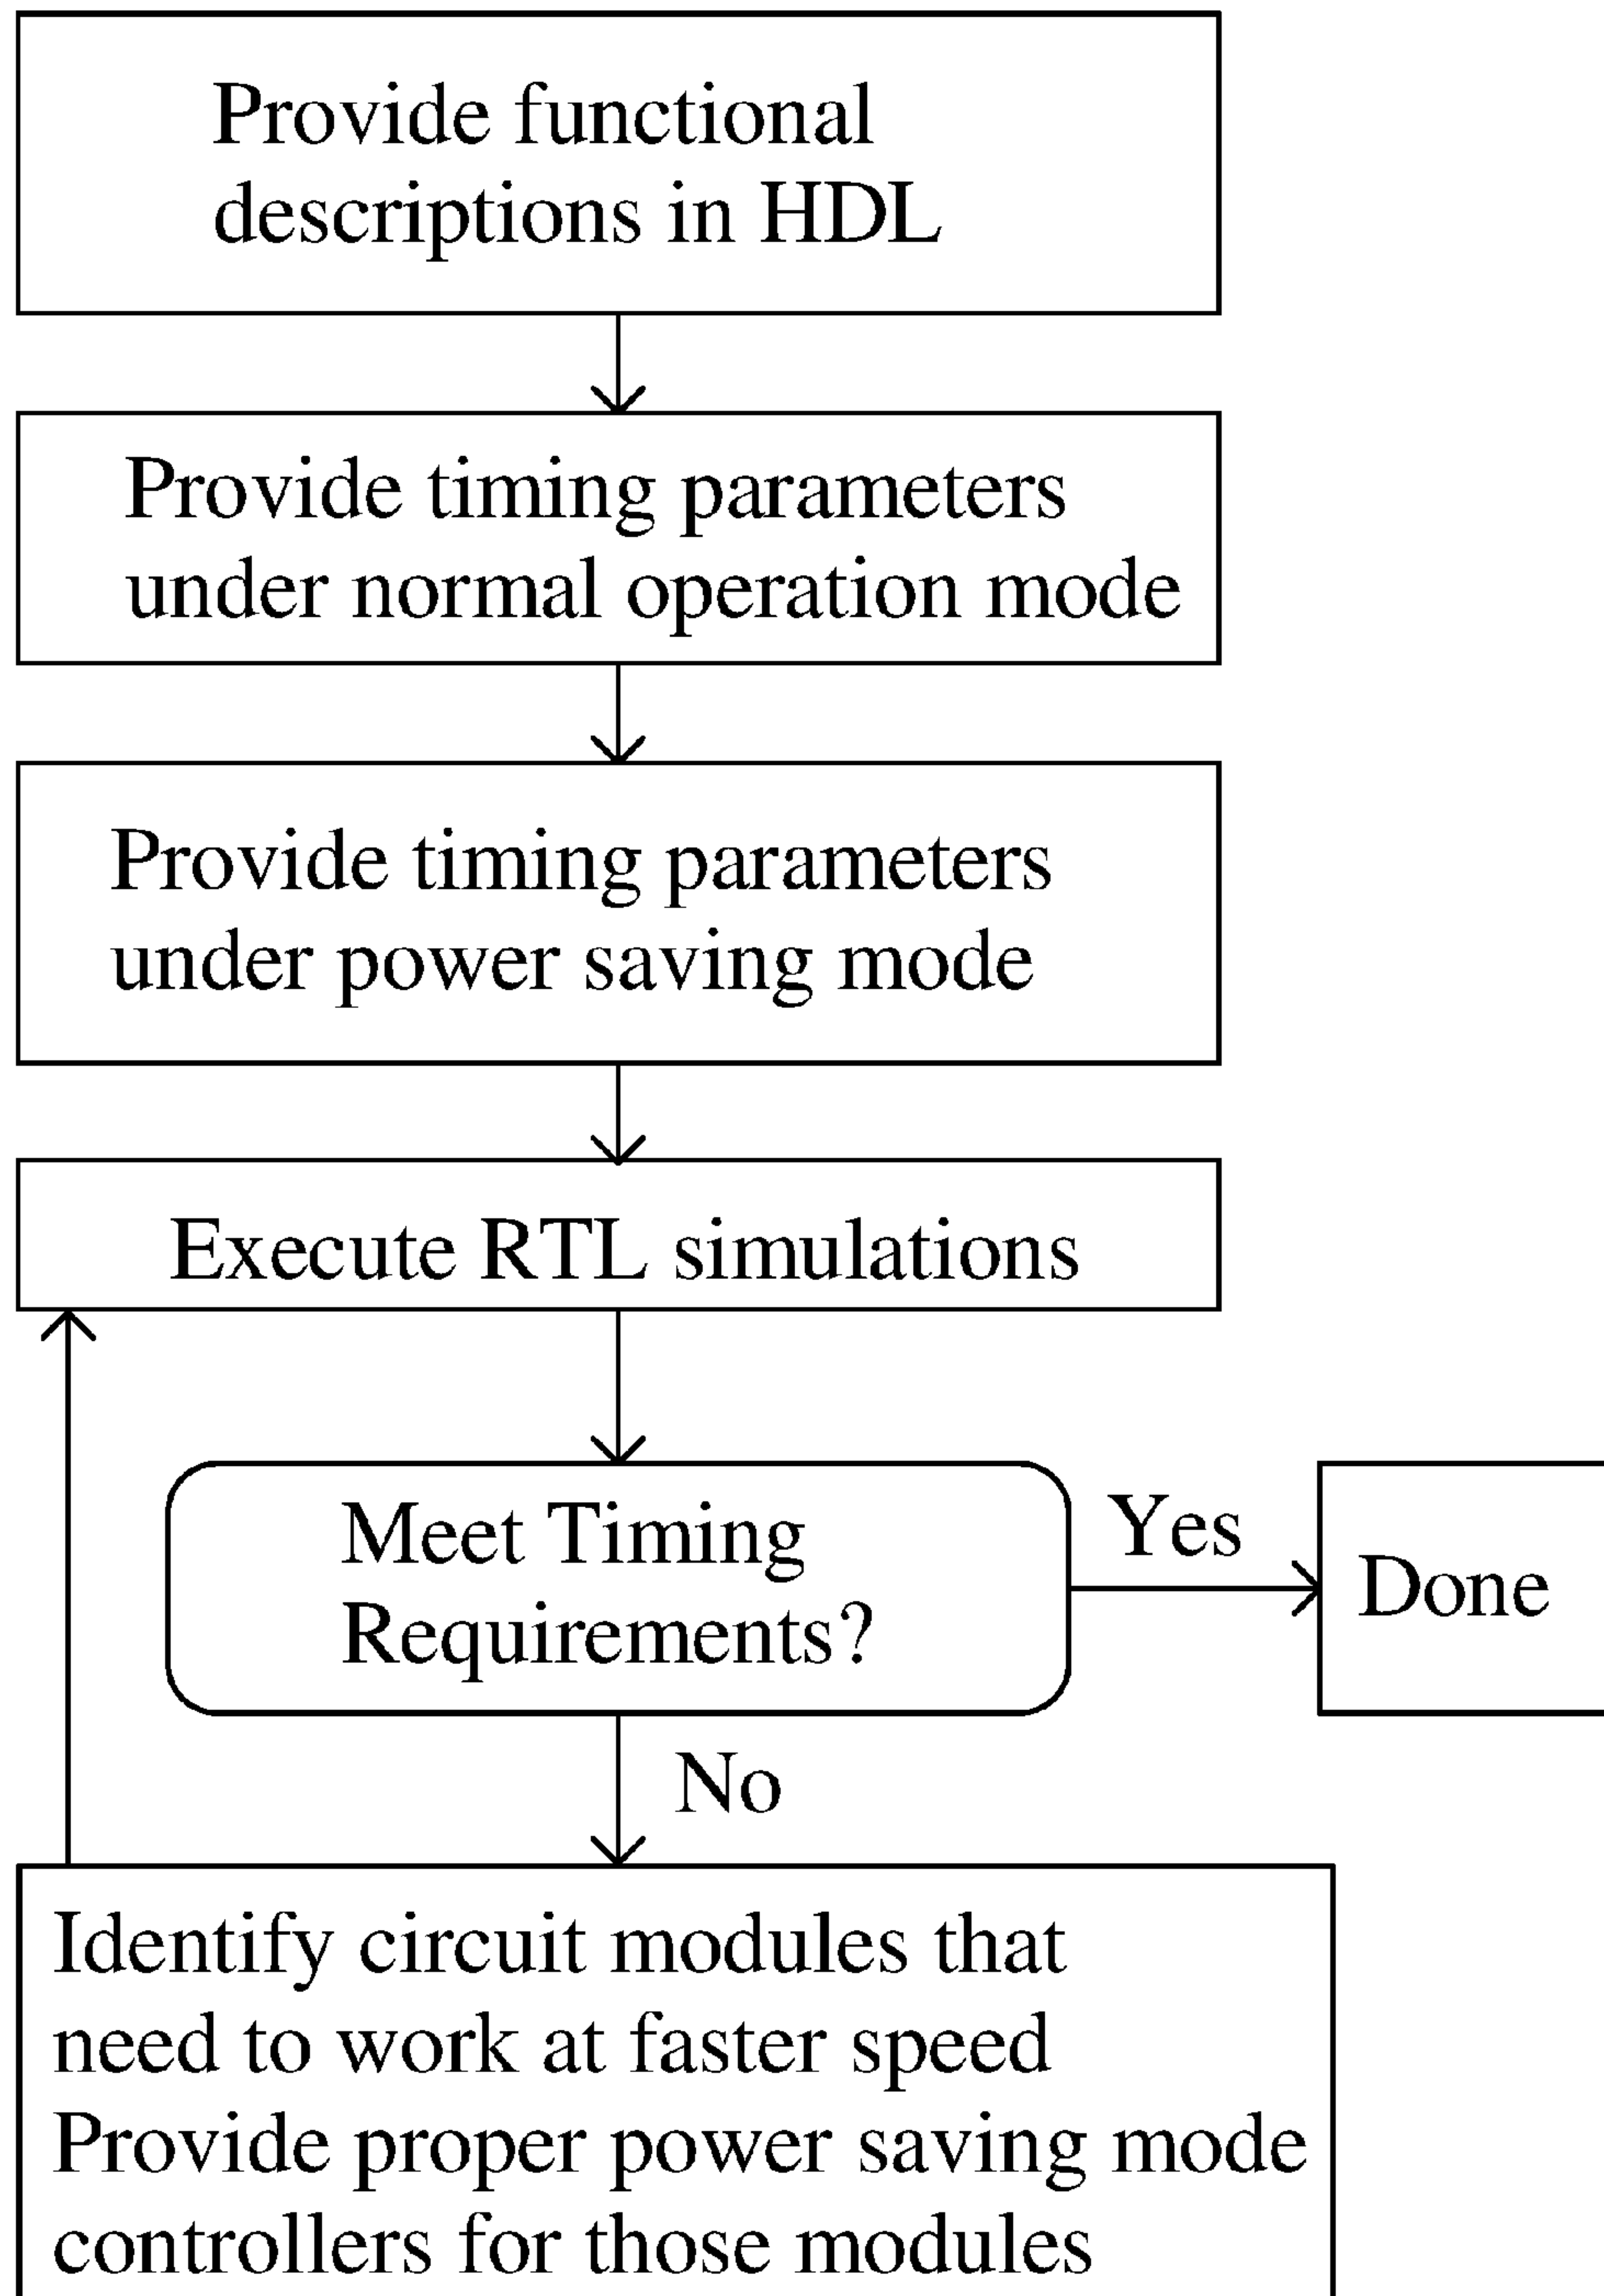 Provide functional
descriptions in HDL
Provide timing parameters
under normal operation mode
Provide timing parameters
under power saving mode
Execute RTL simulations
Meet Timing
Requirements?
Yes
Done
No
Identify circuit modules that
need to work at faster speed
Provide proper power saving mode
controllers for those modules